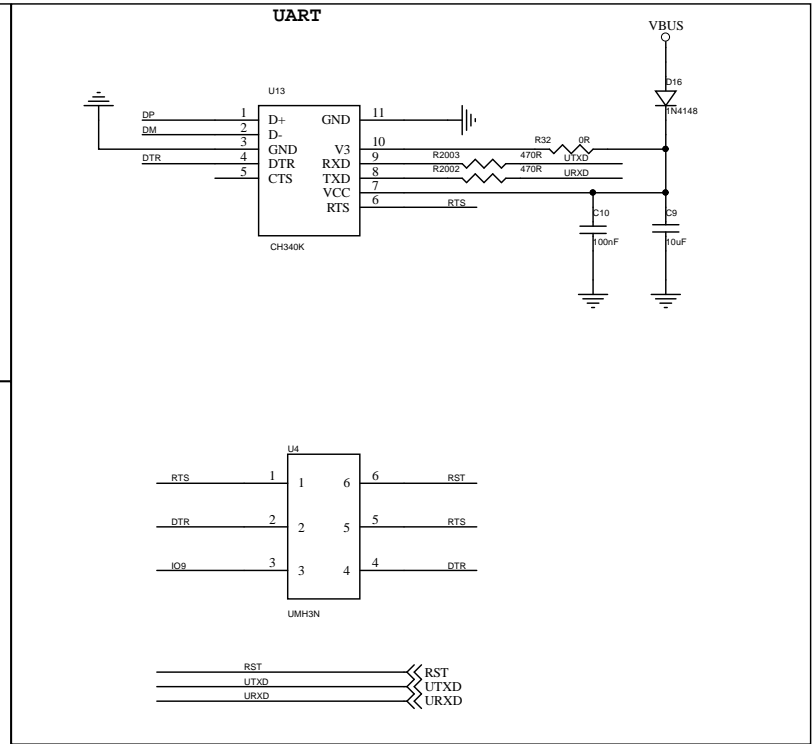 UART
VBUS
D16
1N4148
U13
DP 1 D+ GND 11
DM 2 D-
3 GND V3 10 R32 0R
DTR 4 DTR RXD 9 R2003 470R UTXD
5 CTS TXD 8 R2002 470R URXD
VCC 7
RTS 6 RTS
CH340K
C10
100nF
C9
10uF
U4
RTS 1 1 6 6 RST
DTR 2 2 5 5 RTS
IO9 3 3 4 4 DTR
UMH3N
RST RST
UTXD UTXD
URXD URXD